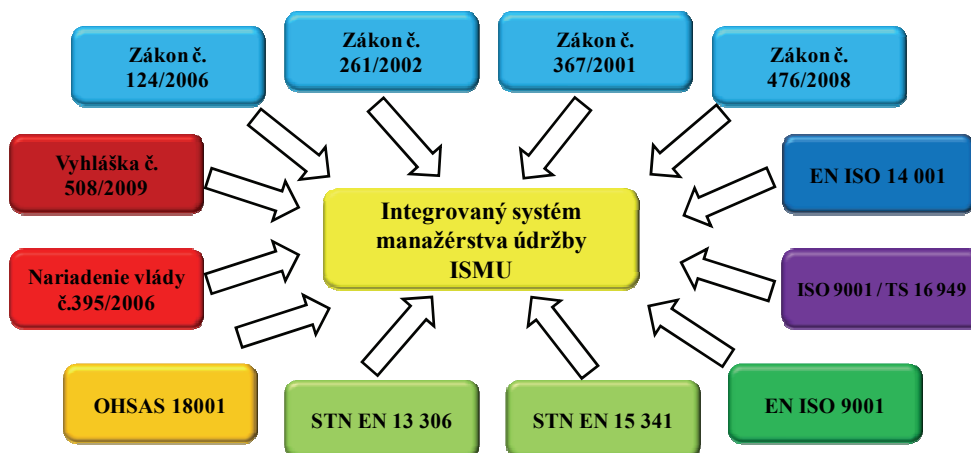 Zákon č.
124/2006
Zákon č.
261/2002
Zákon č.
367/2001
Zákon č.
476/2008
Vyhláška č.
508/2009
EN ISO 14 001
Integrovaný systém
manažérstva údržby
ISMU
Nariadenie vlády
č.395/2006
ISO 9001 / TS 16 949
OHSAS 18001
STN EN 13 306
STN EN 15 341
EN ISO 9001